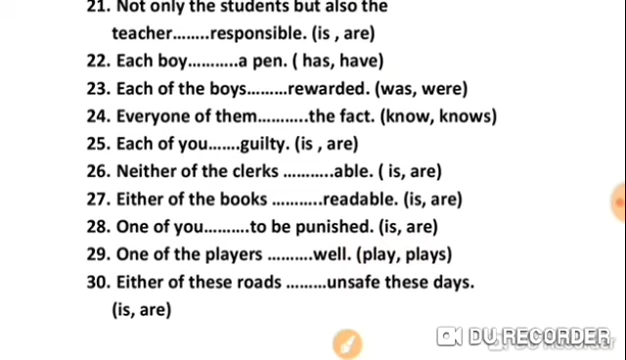 21. Not only the students but also the
teacher........responsible. (is , are)
22. Each boy...........a pen. ( has, have)
23. Each of the boys.........rewarded. (was, were)
24. Everyone of them...........the fact. (know, knows)
25. Each of you.......guilty. (is , are)
26. Neither of the clerks ...........able. ( is, are)
27. Either of the books ...........readable. (is, are)
28. One of you..........to be punished. (is, are)
29. One of the players ..........well. (play, plays)
30. Either of these roads .........unsafe these days.
(is, are)
DU RECORDER